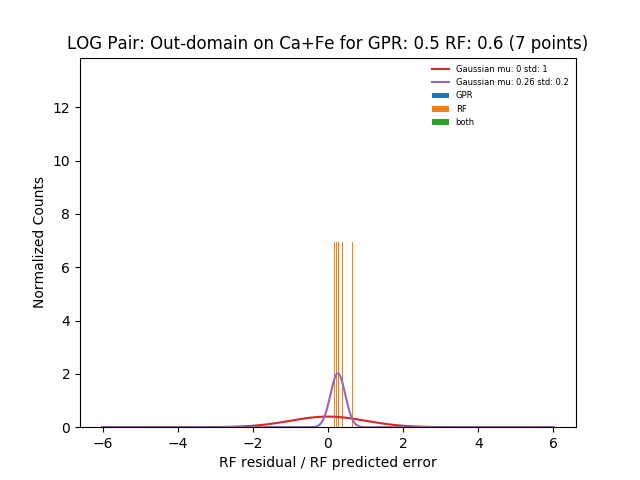 LOG Pair: Out-domain on Ca+Fe for GPR: 0.5 RF: 0.6 (7 points)
Gaussian mu: 0 std: 1
Gaussian mu: 0.26 std: 0.2
GPR
RF
both
Normalized Counts
12
10
8
6
4
2
0
−6
−4
−2
0
2
4
6
RF residual / RF predicted error